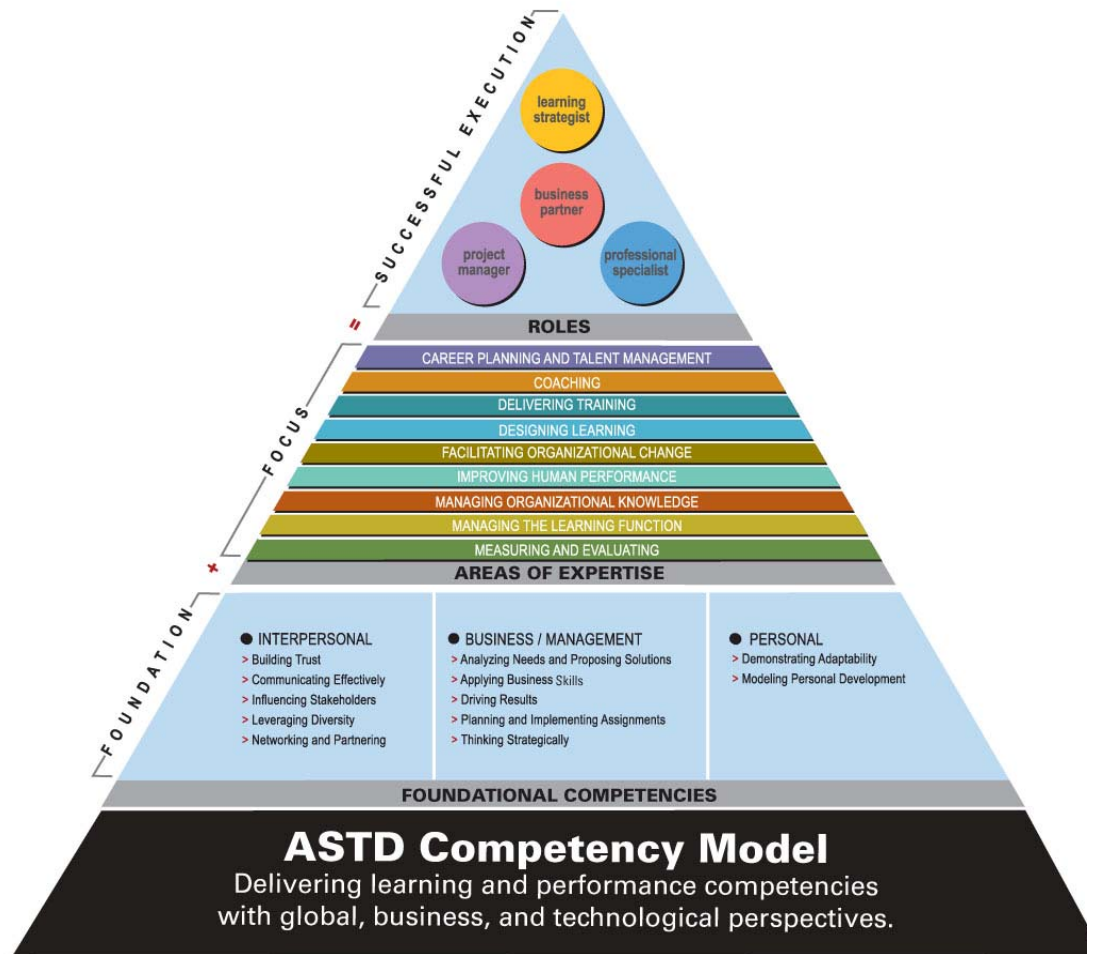 SUCCESSFUL EXECUTION
learning
strategist
business
partner
project
manager
professional
specialist
=
ROLES
FOCUS
CAREER PLANNING AND TALENT MANAGEMENT
COACHING
DELIVERING TRAINING
DESIGNING LEARNING
FACILITATING ORGANIZATIONAL CHANGE
IMPROVING HUMAN PERFORMANCE
MANAGING ORGANIZATIONAL KNOWLEDGE
MANAGING THE LEARNING FUNCTION
MEASURING AND EVALUATING
+
AREAS OF EXPERTISE
FOUNDATION
● INTERPERSONAL
> Building Trust
> Communicating Effectively
> Influencing Stakeholders
> Leveraging Diversity
> Networking and Partnering
● BUSINESS / MANAGEMENT
> Analyzing Needs and Proposing Solutions
> Applying Business Skills
> Driving Results
> Planning and Implementing Assignments
> Thinking Strategically
● PERSONAL
> Demonstrating Adaptability
> Modeling Personal Development
FOUNDATIONAL COMPETENCIES
ASTD Competency Model
Delivering learning and performance competencies
with global, business, and technological perspectives.